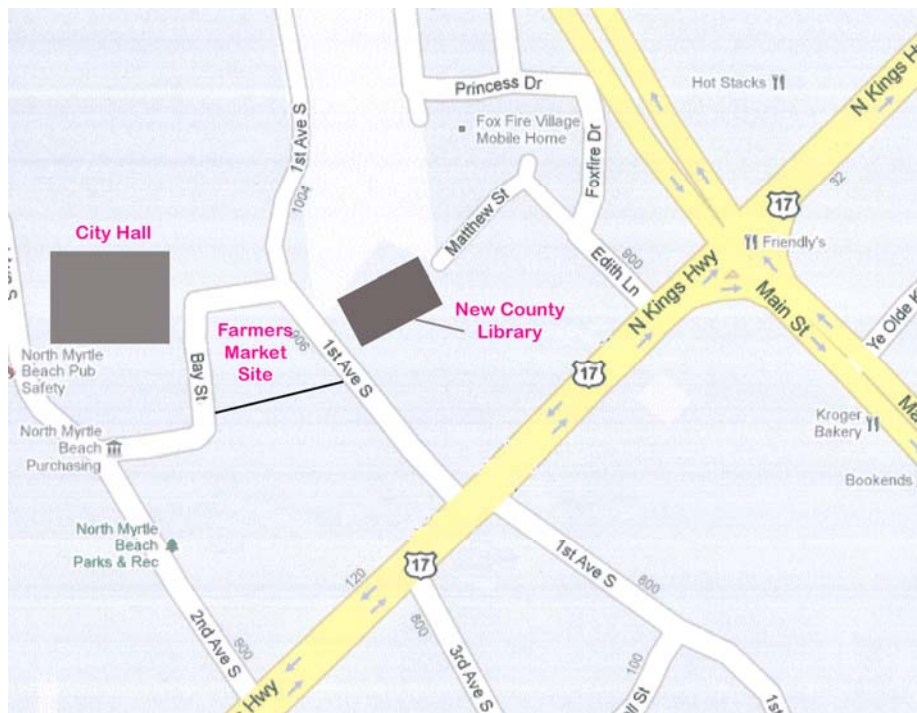 Princess Dr
Hot Stacks
N Kings Hwy
Fox Fire Village
Mobile Home
1st Ave S
Foxfire Dr
32
17
1004
Matthew St
City Hall
Friendly's
800
Edith Ln
N Kings Hwy
Main St
New County
Library
Farmers
Market
Site
Ye Olde
906
1st Ave S
North Myrtle
Beach Pub
Safety
Bay St
17
Kroger
Bakery
North Myrtle
Beach
Purchasing
Bookends
North Myrtle
Beach
Parks & Rec
17
1st Ave S
800
120
600
2nd Ave S
900
3rd Ave S
100
1st
Hwy